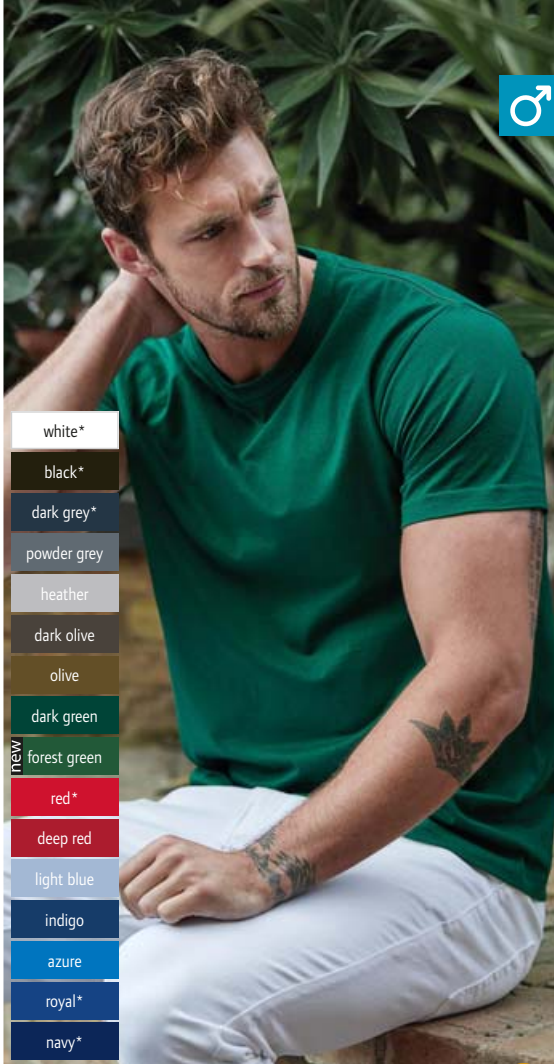 white*
black*
dark grey*
powder grey
heather
dark olive
olive
dark green
new
forest green
red*
deep red
light blue
indigo
azure
royal*
navy*